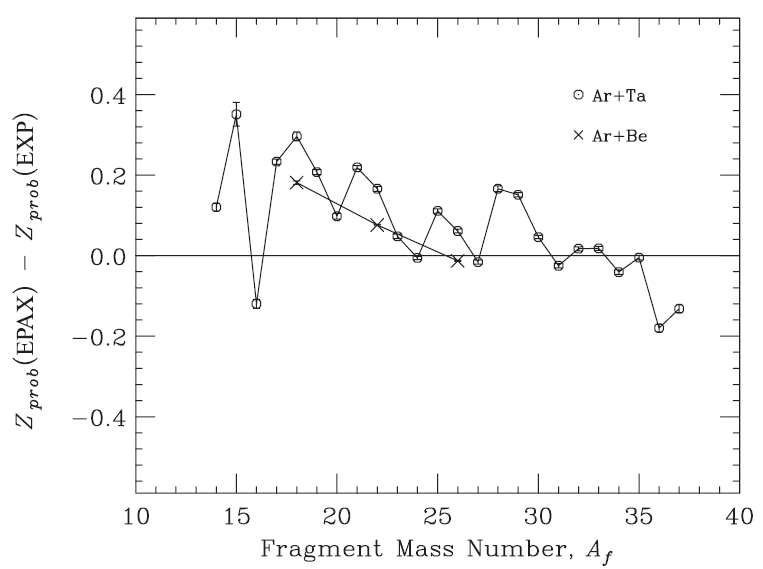 Z_prob(EPAX) − Z_prob(EXP)
0.4
0.2
0.0
−0.2
−0.4
Ar+Ta
Ar+Be
10 15 20 25 30 35 40
Fragment Mass Number, A_f